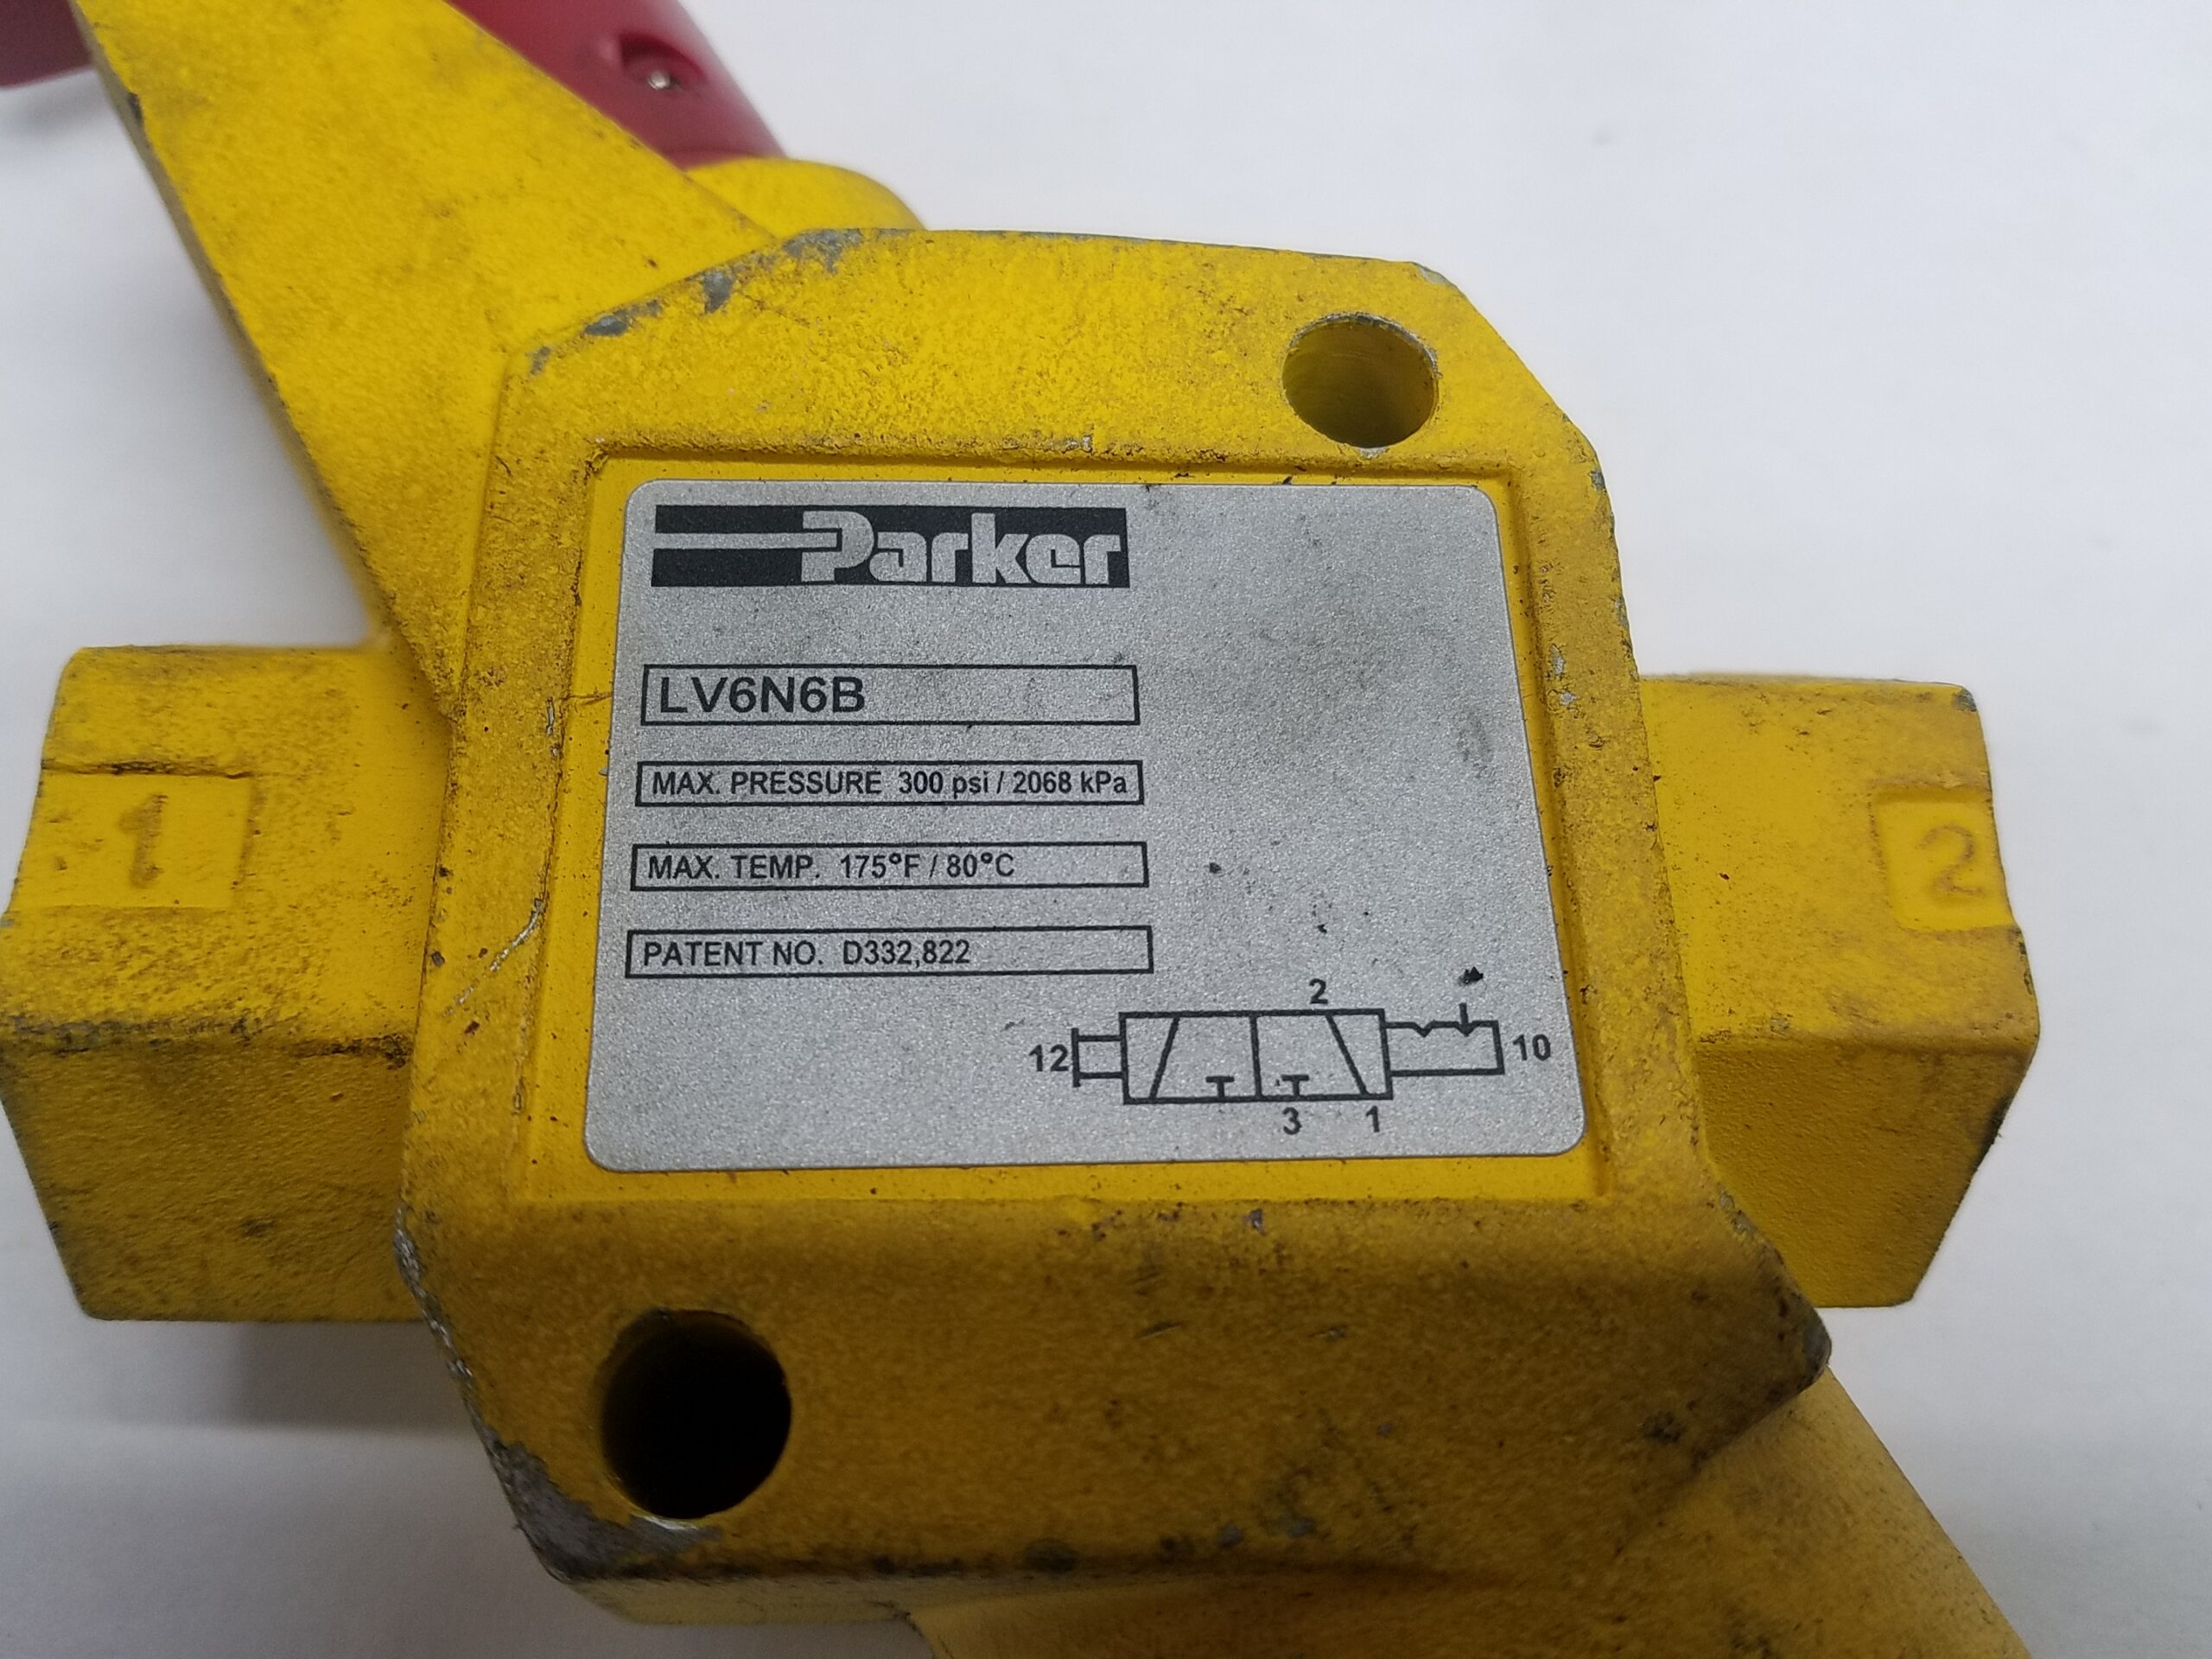 Parker
LV6N6B
MAX. PRESSURE 300 psi / 2068 kPa
MAX. TEMP. 175°F / 80°C
1
2
PATENT NO. D332,822
2
12
10
3 1